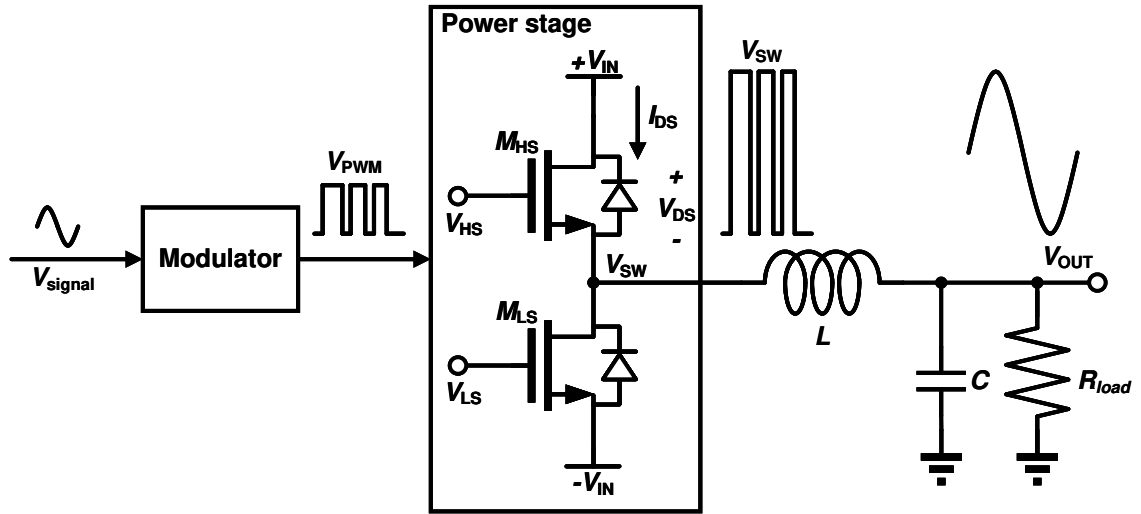 Power stage
+VIN
IDS
MHS
VHS
+
VDS
-
VSW
VSW
VPWM
Modulator
Vsignal
MLS
VLS
-VIN
L
VOUT
C
Rload